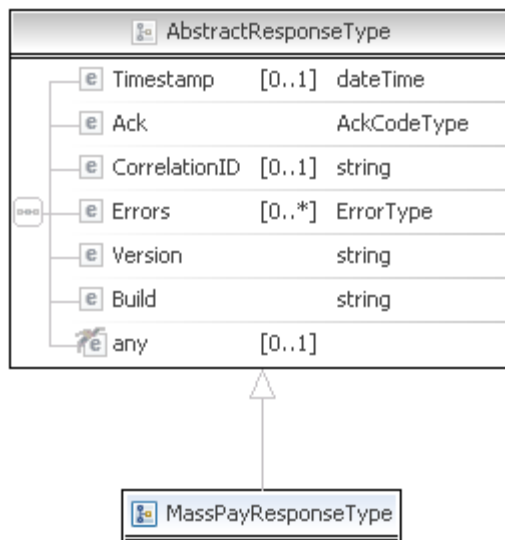 AbstractResponseType
e Timestamp [0..1] dateTime
e Ack AckCodeType
e CorrelationID [0..1] string
e Errors [0..*] ErrorType
e Version string
e Build string
e any [0..1]
MassPayResponseType